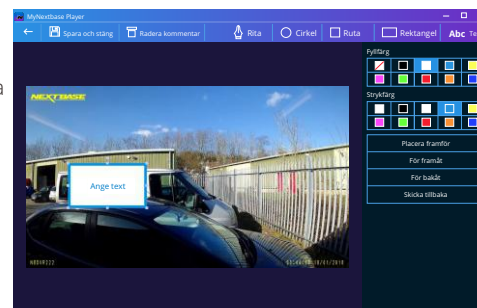 MyNextbase Player
Spara och stäng
Radera kommentar
Rita
Cirkel
Ruta
Rektangel
Abc
Te
Fyllfärg
NEXTBASE
Strykfärg
Placera framför
För framåt
För bakåt
Skicka tillbaka
Ange text